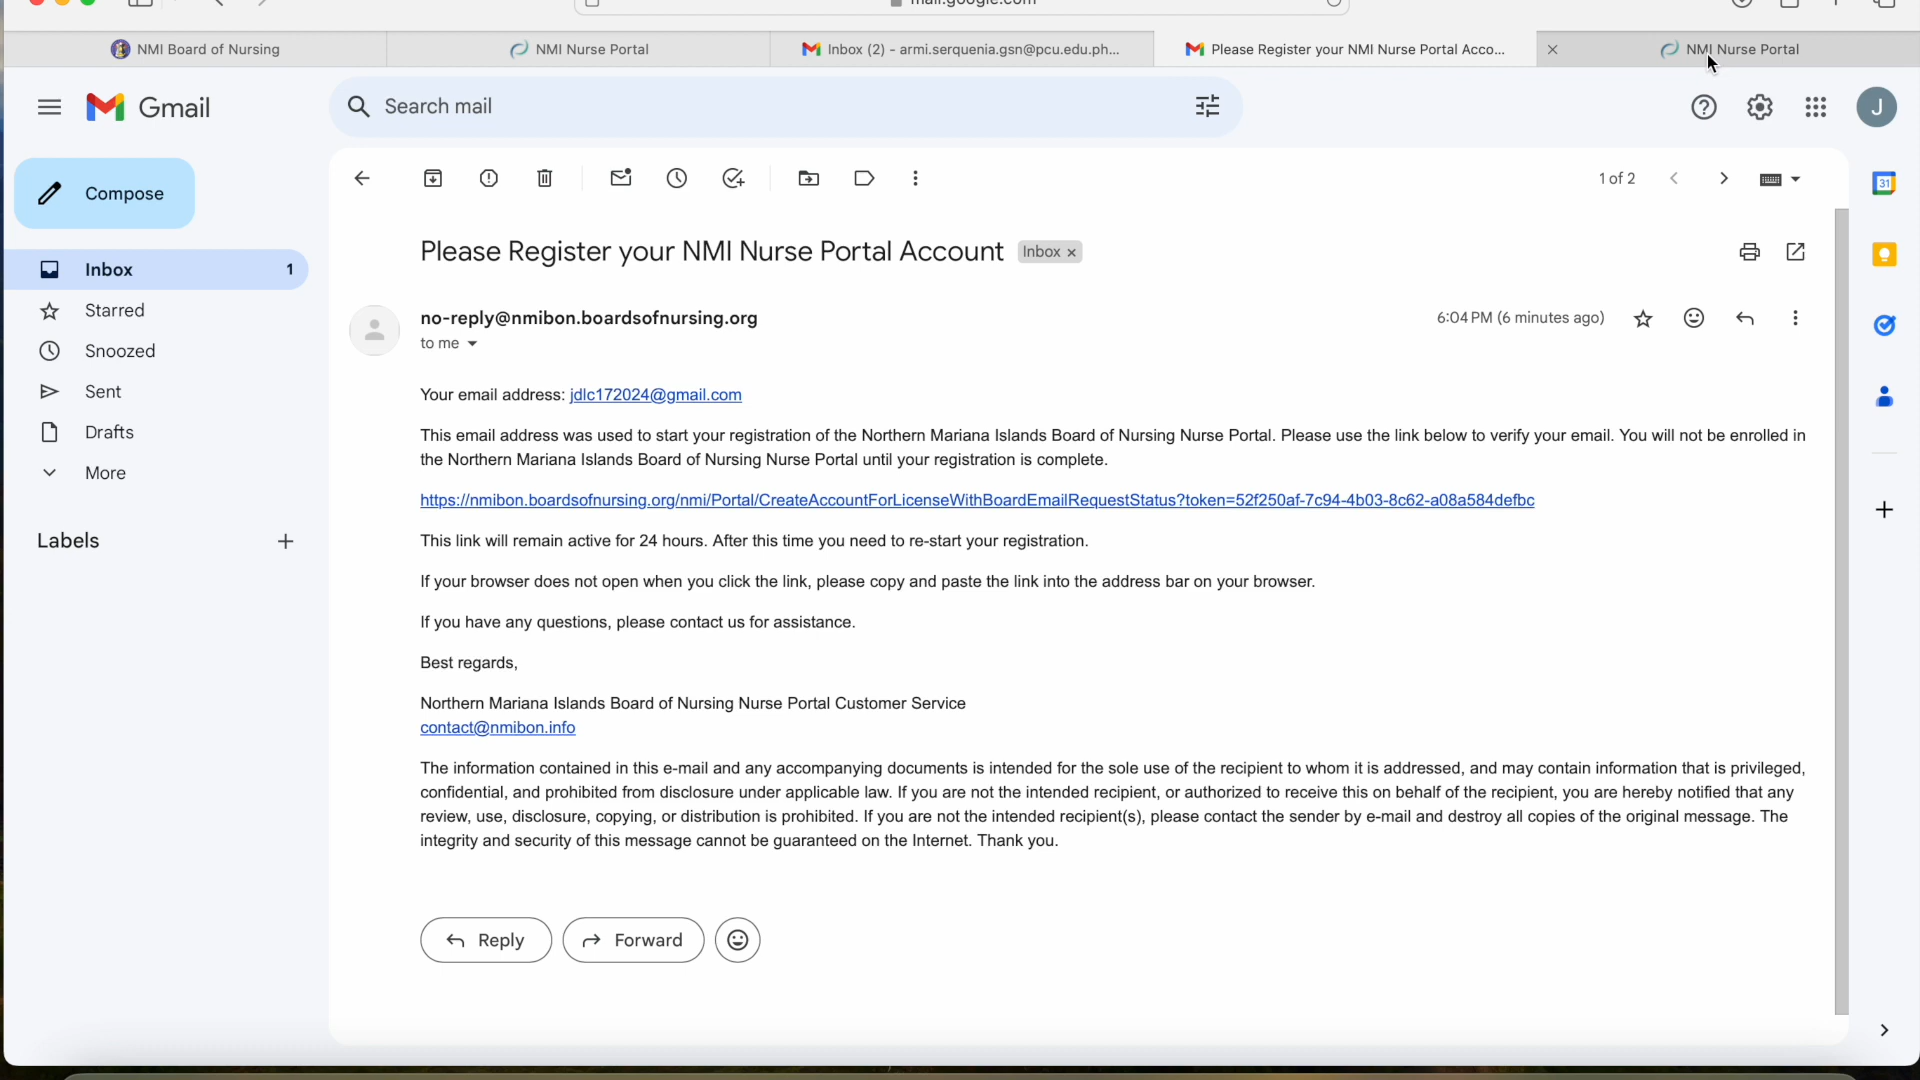 NMI Board of Nursing
NMI Nurse Portal
Inbox (2) - armi.serquenia.gsn@pcu.edu.ph...
Please Register your NMI Nurse Portal Acco...
NMI Nurse Portal
Gmail
Search mail
J
Compose
1 of 2
31
Please Register your NMI Nurse Portal Account Inbox
Inbox 1
Starred
Snoozed
Sent
Drafts
More
Labels
no-reply@nmibon.boardsofnursing.org
6:04 PM (6 minutes ago)
to me
Your email address: jdlc172024@gmail.com
This email address was used to start your registration of the Northern Mariana Islands Board of Nursing Nurse Portal. Please use the link below to verify your email. You will not be enrolled in
the Northern Mariana Islands Board of Nursing Nurse Portal until your registration is complete.
https://nmibon.boardsofnursing.org/nmi/Portal/CreateAccountForLicenseWithBoardEmailRequestStatus?token=52f250af-7c94-4b03-8c62-a08a584defbc
This link will remain active for 24 hours. After this time you need to re-start your registration.
If your browser does not open when you click the link, please copy and paste the link into the address bar on your browser.
If you have any questions, please contact us for assistance.
Best regards,
Northern Mariana Islands Board of Nursing Nurse Portal Customer Service
contact@nmibon.info
The information contained in this e-mail and any accompanying documents is intended for the sole use of the recipient to whom it is addressed, and may contain information that is privileged,
confidential, and prohibited from disclosure under applicable law. If you are not the intended recipient, or authorized to receive this on behalf of the recipient, you are hereby notified that any
review, use, disclosure, copying, or distribution is prohibited. If you are not the intended recipient(s), please contact the sender by e-mail and destroy all copies of the original message. The
integrity and security of this message cannot be guaranteed on the Internet. Thank you.
Reply
Forward